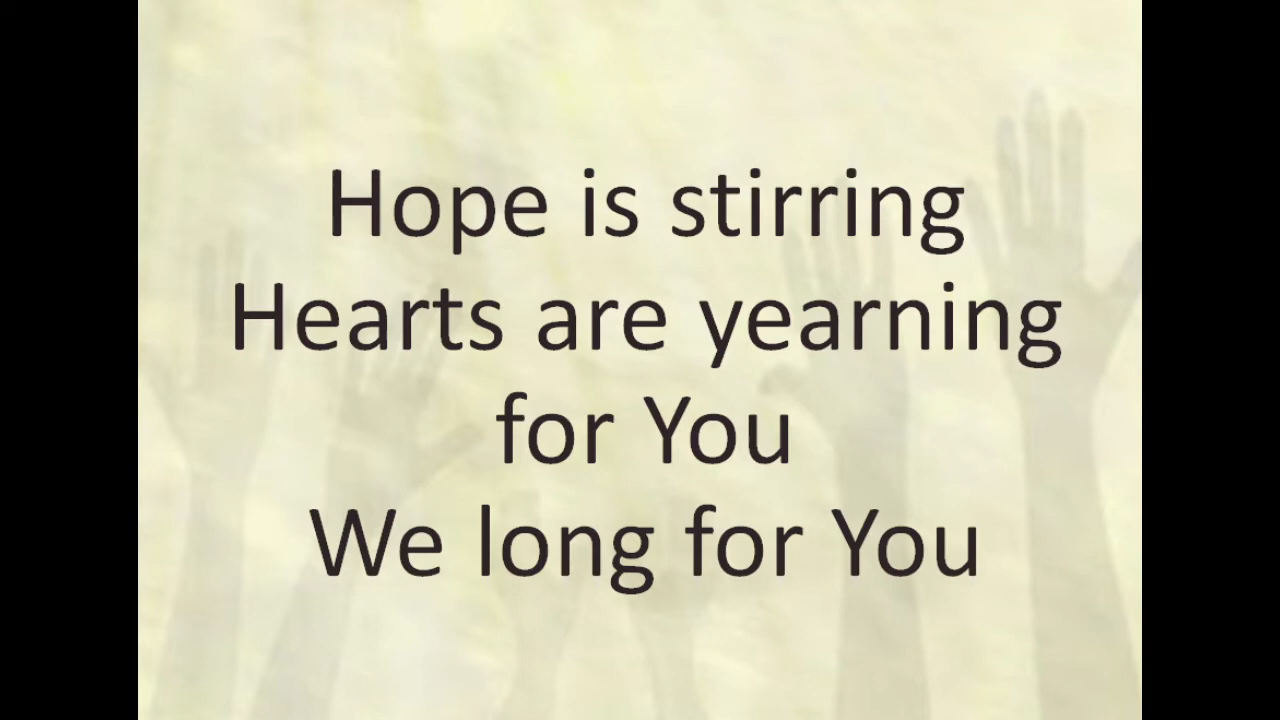 Hope is stirring
Hearts are yearning
for You
We long for You